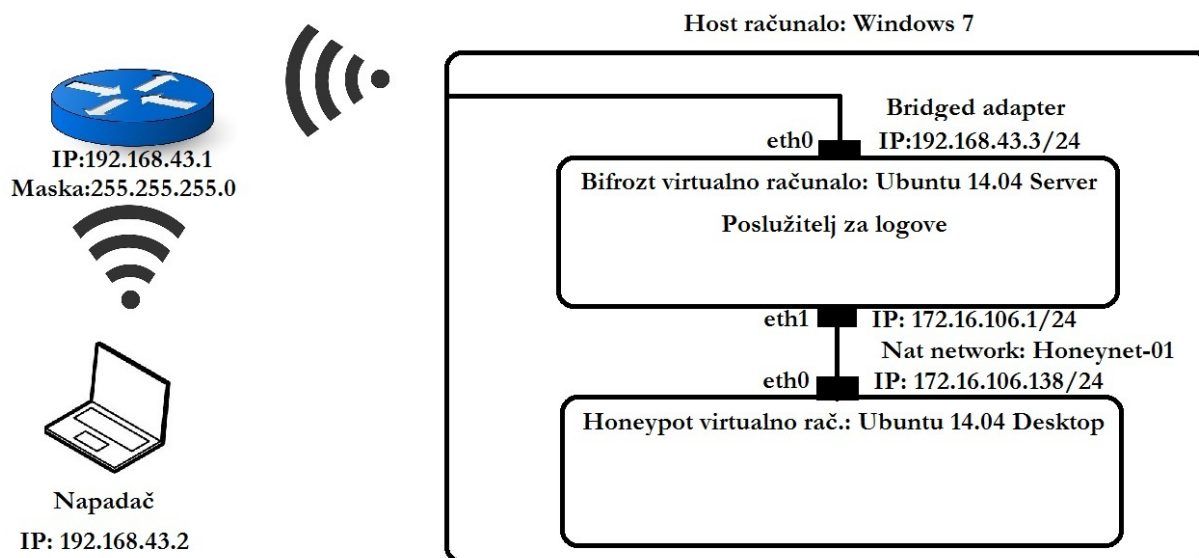 Host računalo: Windows 7
IP:192.168.43.1
Maska:255.255.255.0
Napadač
IP: 192.168.43.2
Bridged adapter
eth0
IP:192.168.43.3/24
Bifrozt virtualno računalo: Ubuntu 14.04 Server
Poslužitelj za logove
eth1
IP: 172.16.106.1/24
Nat network: Honeynet-01
eth0
IP: 172.16.106.138/24
Honeypot virtualno rač.: Ubuntu 14.04 Desktop